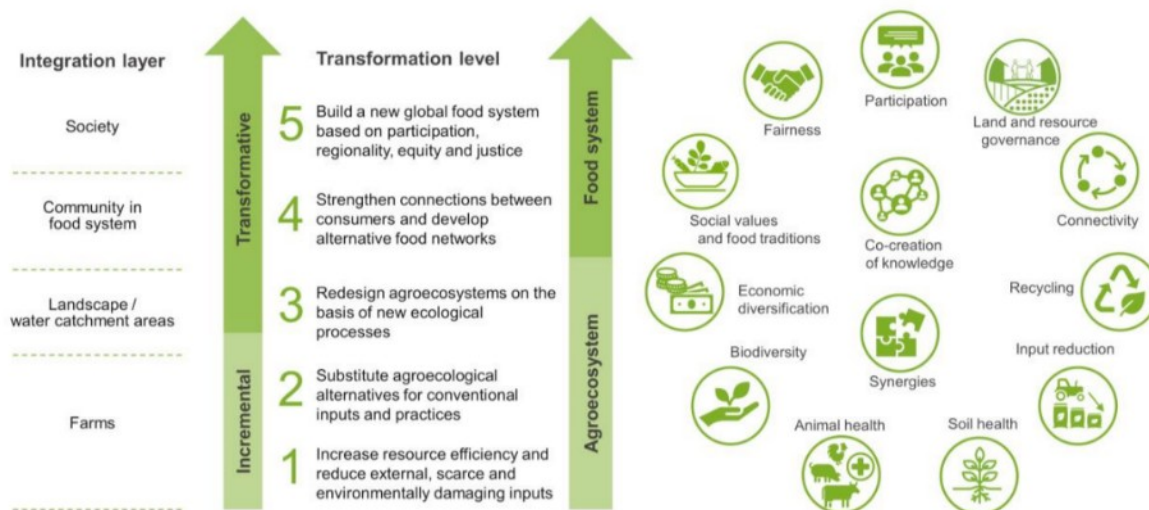 Integration layer
Society
Community in
food system
Landscape /
water catchment areas
Farms
Transformative
Incremental
Transformation level
5 Build a new global food system
based on participation,
regionality, equity and justice
4 Strengthen connections between
consumers and develop
alternative food networks
3 Redesign agroecosystems on the
basis of new ecological
processes
2 Substitute agroecological
alternatives for conventional
inputs and practices
1 Increase resource efficiency and
reduce external, scarce and
environmentally damaging inputs
Food system
Agroecosystem
Participation
Fairness
Land and resource
governance
Social values
and food traditions
Co-creation
of knowledge
Connectivity
Economic
diversification
Recycling
Biodiversity
Synergies
Input reduction
Animal health
Soil health